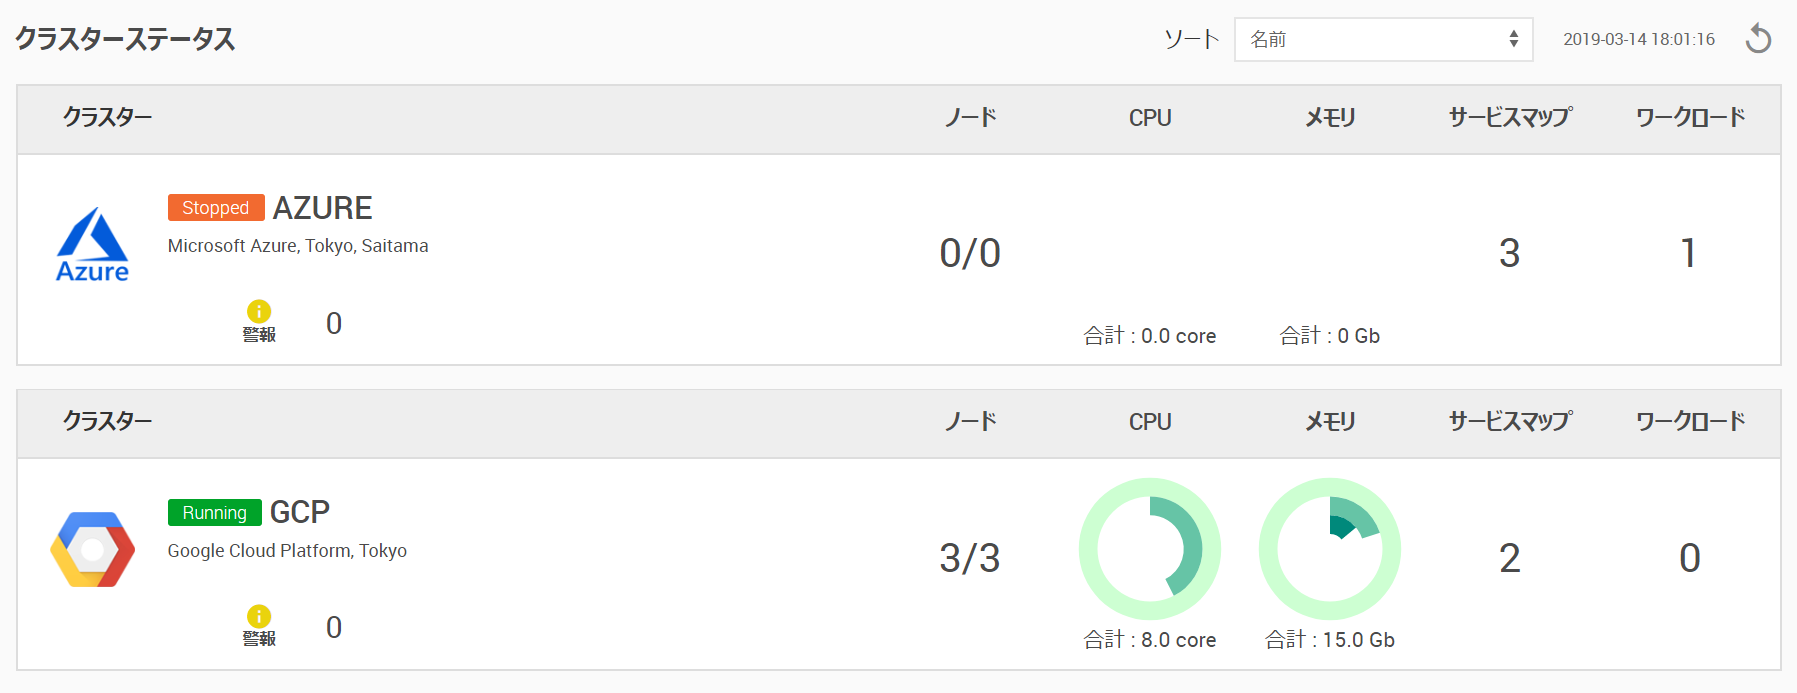 クラスターステータス
ソート 名前 2019-03-14 18:01:16
クラスター ノード CPU メモリ サービスマップ ワークロード
Stopped AZURE
Microsoft Azure, Tokyo, Saitama
Azure
0/0 3 1
警報 0
合計 : 0.0 core 合計 : 0 Gb
クラスター ノード CPU メモリ サービスマップ ワークロード
Running GCP
Google Cloud Platform, Tokyo
3/3 2 0
警報 0
合計 : 8.0 core 合計 : 15.0 Gb